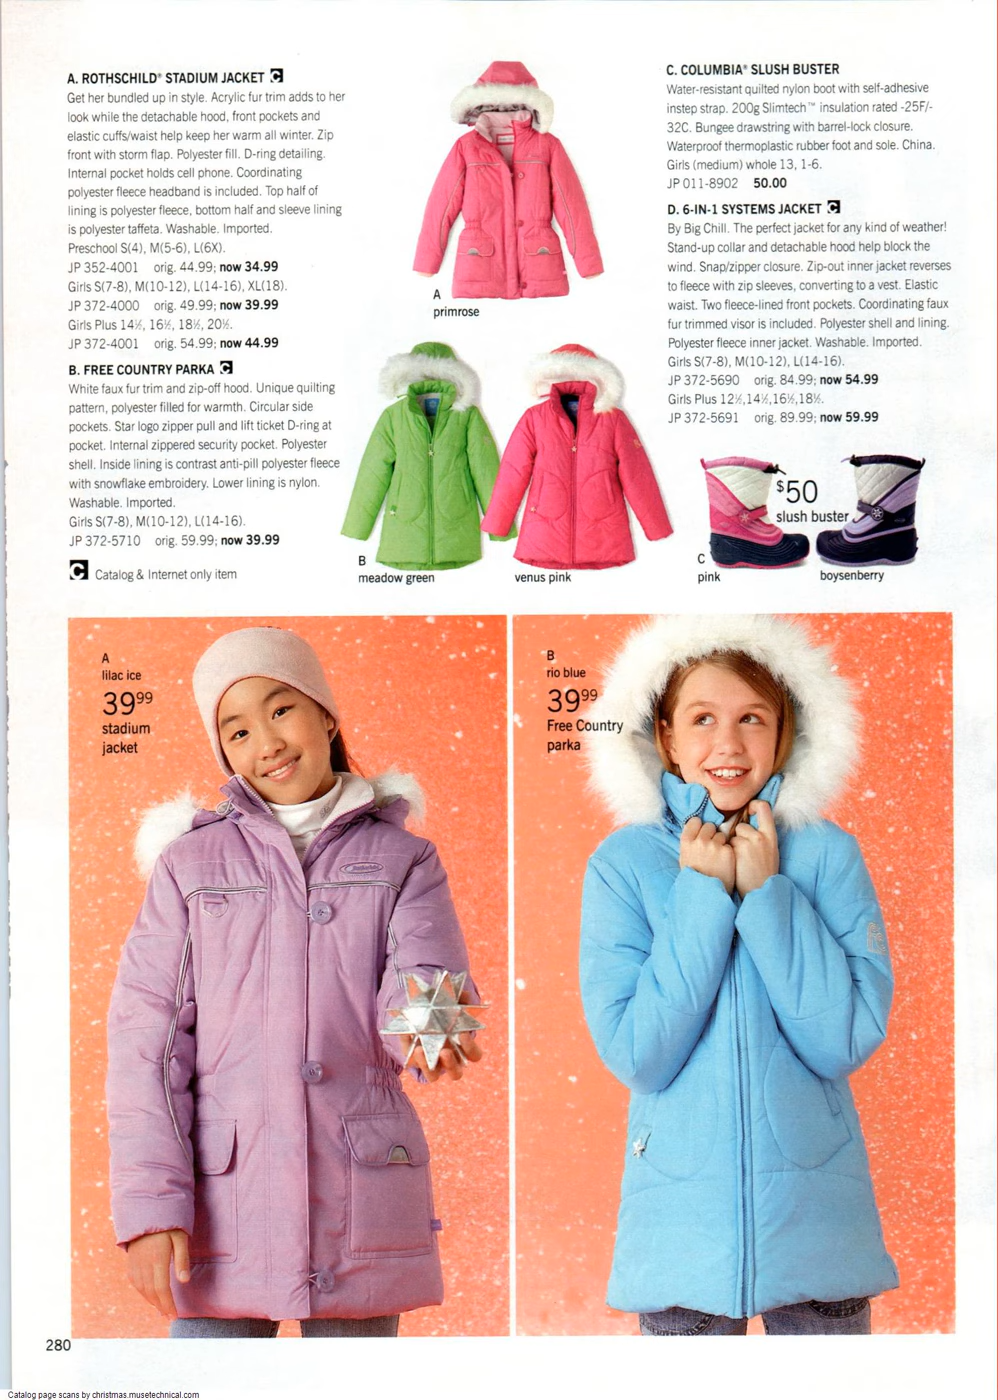 A. ROTHSCHILD® STADIUM JACKET C
Get her bundled up in style. Acrylic fur trim adds to her
look while the detachable hood, front pockets and
elastic cuffs/waist help keep her warm all winter. Zip
front with storm flap. Polyester fill. D-ring detailing.
Internal pocket holds cell phone. Coordinating
polyester fleece headband is included. Top half of
lining is polyester fleece, bottom half and sleeve lining
is polyester taffeta. Washable. Imported.
Preschool S(4), M(5-6), L(6X).
JP 352-4001 orig. 44.99; now 34.99
Girls S(7-8), M(10-12), L(14-16), XL(18).
JP 372-4000 orig. 49.99; now 39.99
Girls Plus 14½, 16½, 18½, 20½.
JP 372-4001 orig. 54.99; now 44.99
B. FREE COUNTRY PARKA C
White faux fur trim and zip-off hood. Unique quilting
pattern, polyester filled for warmth. Circular side
pockets. Star logo zipper pull and lift ticket D-ring at
pocket. Internal zippered security pocket. Polyester
shell. Inside lining is contrast anti-pill polyester fleece
with snowflake embroidery. Lower lining is nylon.
Washable. Imported.
Girls S(7-8), M(10-12), L(14-16).
JP 372-5710 orig. 59.99; now 39.99
C Catalog & Internet only item
A
primrose
B
meadow green
venus pink
C. COLUMBIA® SLUSH BUSTER
Water-resistant quilted nylon boot with self-adhesive
instep strap. 200g Slimtech™ insulation rated -25F/-
32C. Bungee drawstring with barrel-lock closure.
Waterproof thermoplastic rubber foot and sole. China.
Girls (medium) whole 13, 1-6.
JP 011-8902 50.00
D. 6-IN-1 SYSTEMS JACKET C
By Big Chill. The perfect jacket for any kind of weather!
Stand-up collar and detachable hood help block the
wind. Snap/zipper closure. Zip-out inner jacket reverses
to fleece with zip sleeves, converting to a vest. Elastic
waist. Two fleece-lined front pockets. Coordinating faux
fur trimmed visor is included. Polyester shell and lining.
Polyester fleece inner jacket. Washable. Imported.
Girls S(7-8), M(10-12), L(14-16).
JP 372-5690 orig. 84.99; now 54.99
Girls Plus 12½,14½,16½,18½.
JP 372-5691 orig. 89.99; now 59.99
$50
slush buster
C
pink
boysenberry
A
lilac ice
39.99
stadium
jacket
B
rio blue
39.99
Free Country
parka
280
Catalog page scans by christmas.musetechnical.com